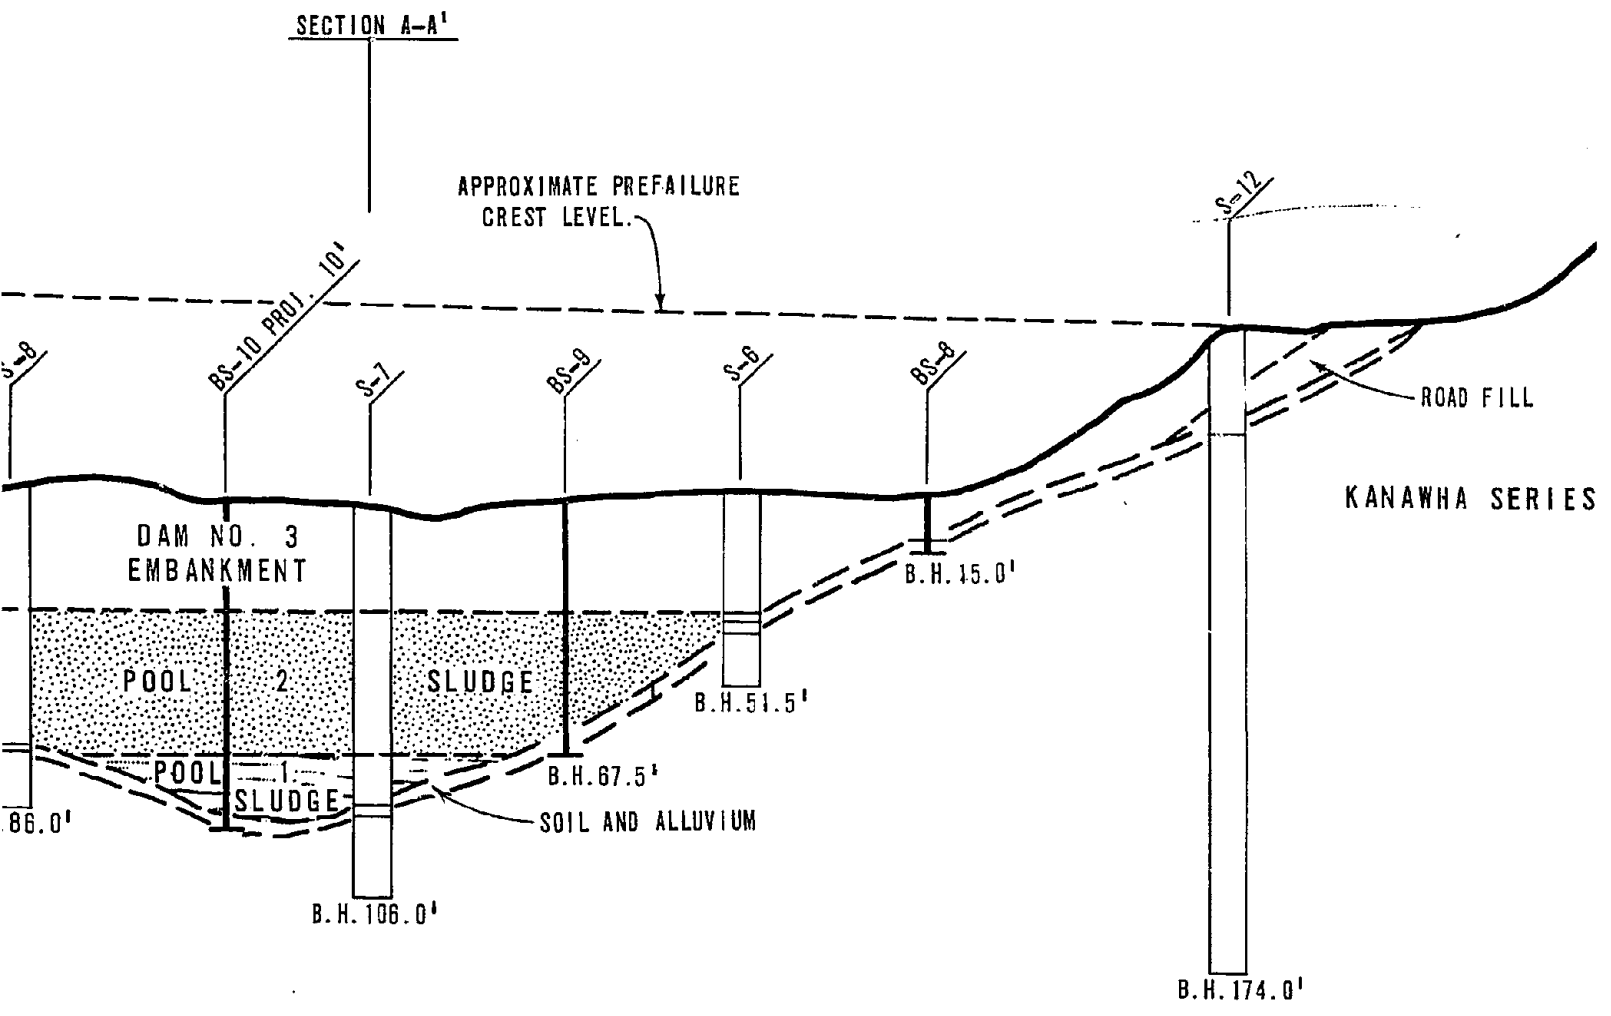 SECTION A-A'
APPROXIMATE PREFAILURE
CREST LEVEL.
S-12
BS-10 PROJ. 10'
S-8
S-7
BS-9
S-6
BS-8
ROAD FILL
KANAWHA SERIES
DAM NO. 3
EMBANKMENT
B.H.15.0'
POOL 2 SLUDGE
B.H.51.5'
POOL 1
SLUDGE
B.H.67.5'
86.0'
SOIL AND ALLUVIUM
B.H.106.0'
B.H.174.0'